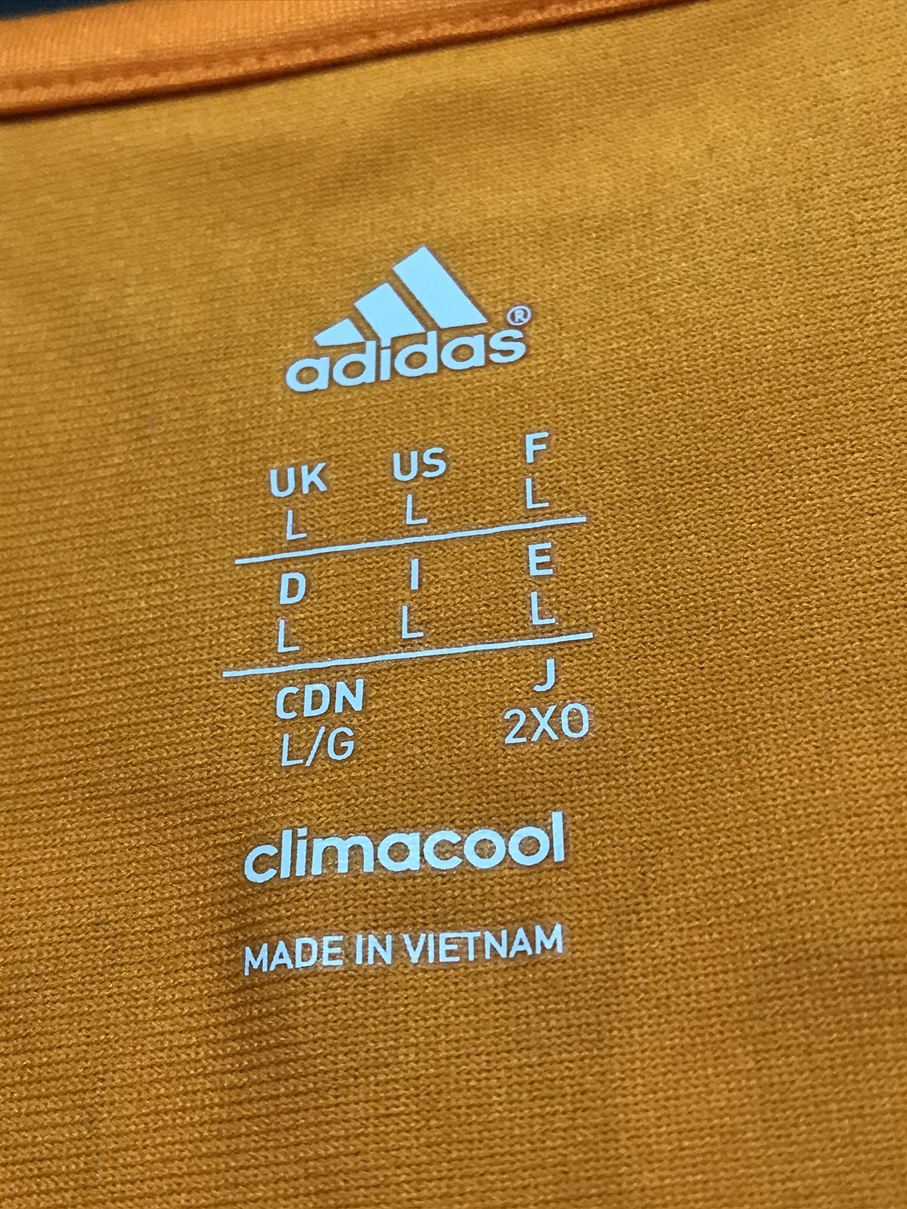 adidas®
UK US F
L L L
D I E
L L L
CDN J
L/G 2XO
climacool
MADE IN VIETNAM